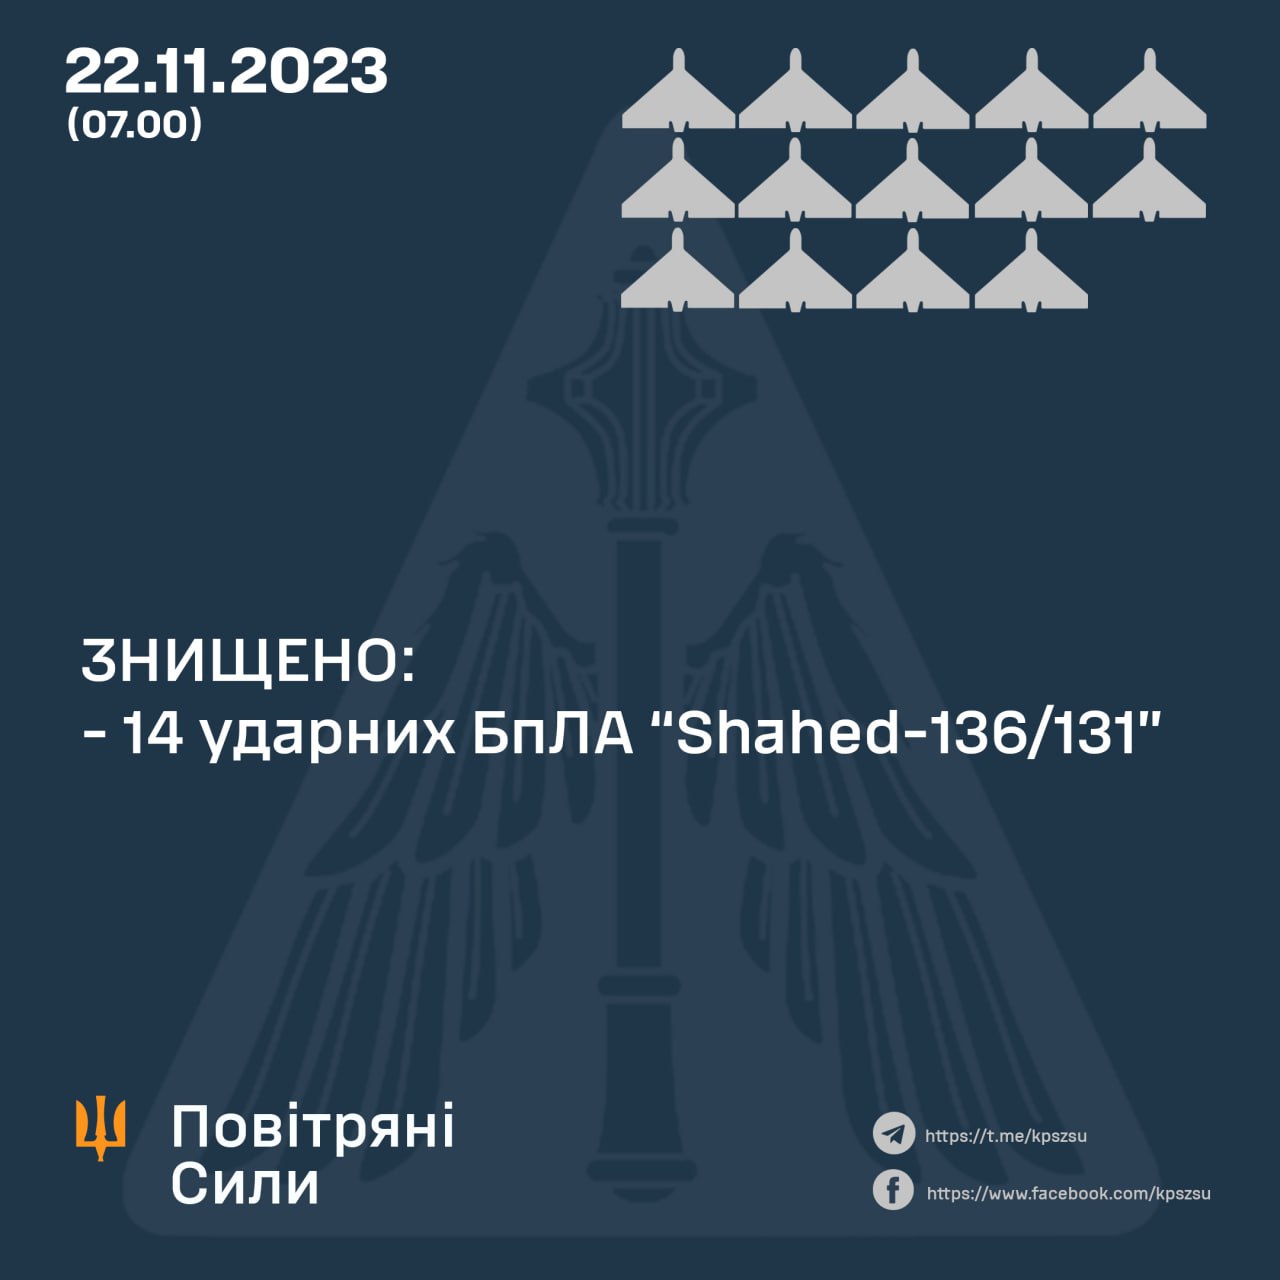 22.11.2023
(07.00)
ЗНИЩЕНО:
- 14 ударних БпЛА “Shahed-136/131”
Повітряні
Сили
https://t.me/kpszsu
https://www.facebook.com/kpszsu